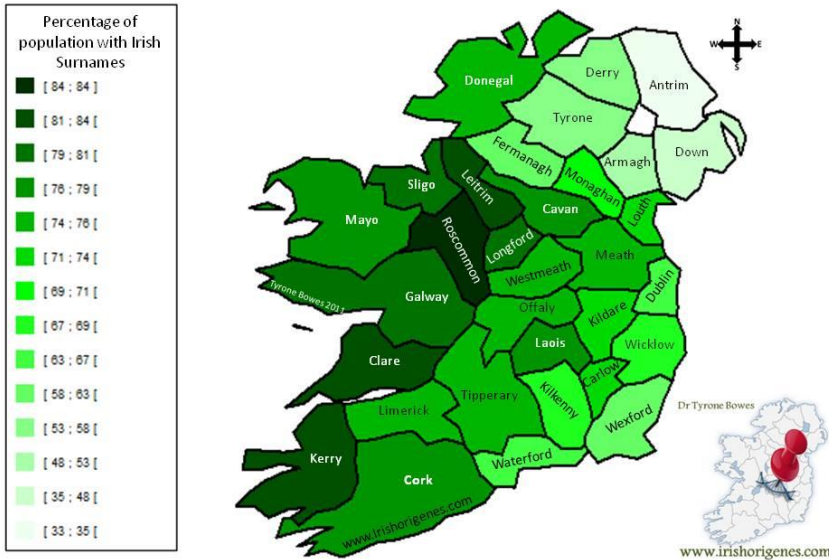 Percentage of
population with Irish
Surnames
[ 84 ; 84 ]
[ 81 ; 84 [
[ 79 ; 81 [
[ 76 ; 79 [
[ 74 ; 76 [
[ 71 ; 74 [
[ 69 ; 71 [
[ 67 ; 69 [
[ 63 ; 67 [
[ 58 ; 63 [
[ 53 ; 58 [
[ 48 ; 53 [
[ 35 ; 48 [
[ 33 ; 35 [
N
W E
S
Donegal
Derry
Antrim
Tyrone
Fermanagh
Armagh
Down
Monaghan
Sligo
Leitrim
Cavan
Louth
Mayo
Roscommon
Longford
Meath
Westmeath
Dublin
Tyrone Bowes 2011
Galway
Offaly
Kildare
Laois
Wicklow
Clare
Carlow
Tipperary
Kilkenny
Limerick
Wexford
Dr Tyrone Bowes
Kerry
Waterford
Cork
www.Irishorigenes.com
www.irishorigenes.com